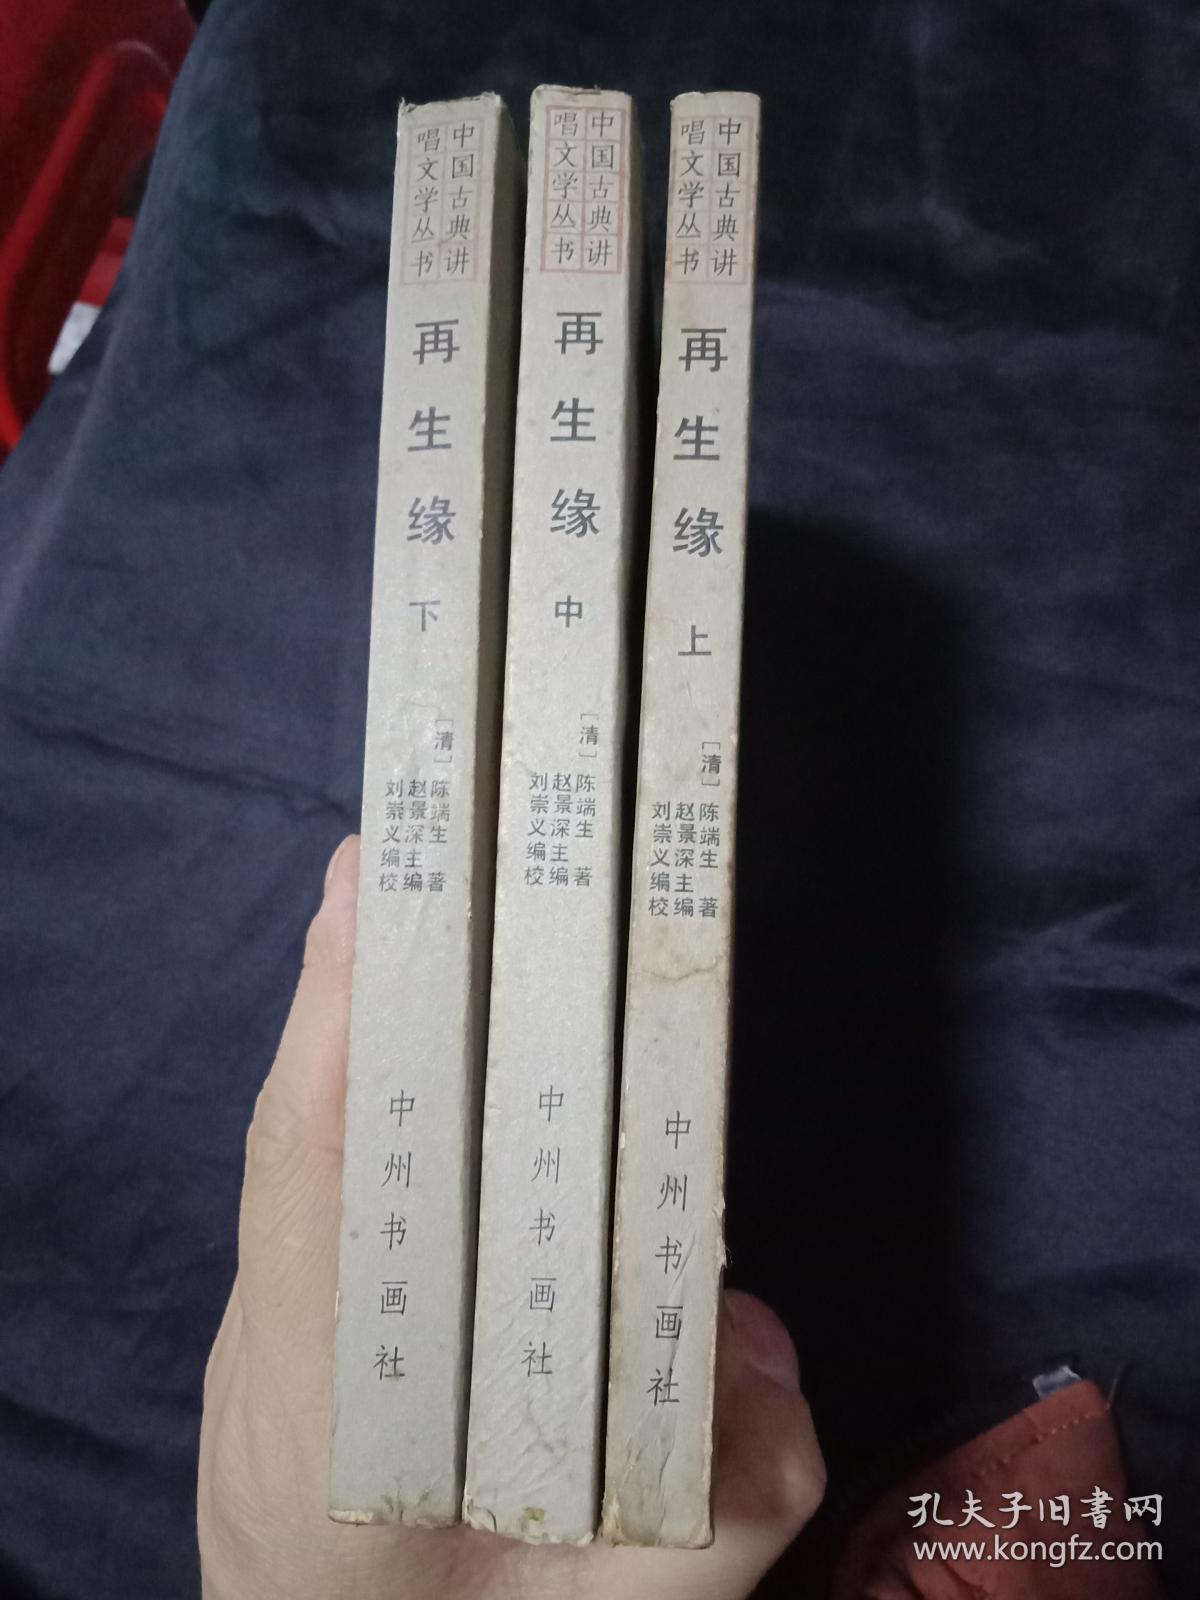 中国古典讲
唱文学丛书
再生缘 下
［清］陈端生 著
赵景深主编
刘崇义编校
中州书画社
中国古典讲
唱文学丛书
再生缘 中
［清］陈端生 著
赵景深主编
刘崇义编校
中州书画社
中国古典讲
唱文学丛书
再生缘 上
［清］陈端生 著
赵景深主编
刘崇义编校
中州书画社
孔夫子旧書网
www.kongfz.com